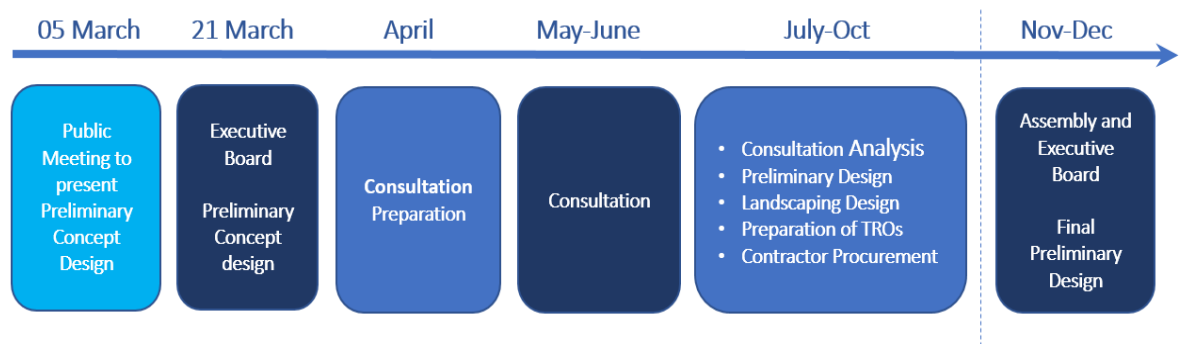 05 March
21 March
April
May-June
July-Oct
Nov-Dec
Public
Meeting to
present
Preliminary
Concept
Design
Executive
Board
Preliminary
Concept
design
Consultation
Preparation
Consultation
• Consultation Analysis
• Preliminary Design
• Landscaping Design
• Preparation of TROs
• Contractor Procurement
Assembly and
Executive
Board
Final
Preliminary
Design